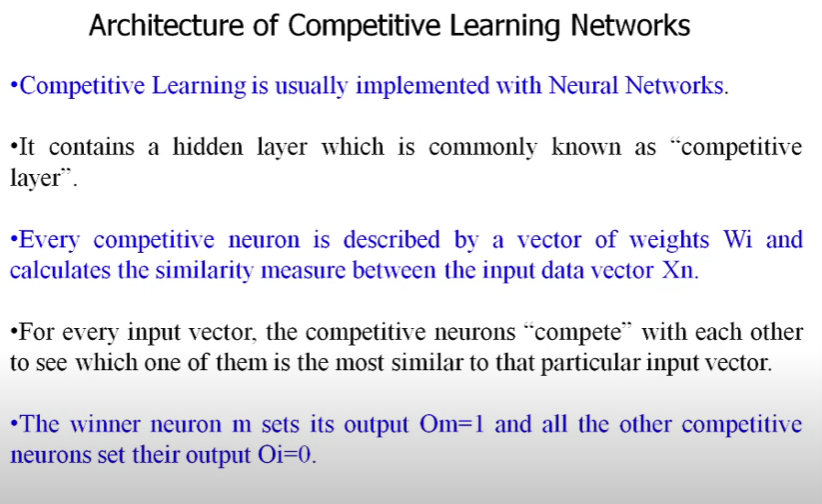 Architecture of Competitive Learning Networks
•Competitive Learning is usually implemented with Neural Networks.
•It contains a hidden layer which is commonly known as “competitive
layer”.
•Every competitive neuron is described by a vector of weights Wi and
calculates the similarity measure between the input data vector Xn.
•For every input vector, the competitive neurons “compete” with each other
to see which one of them is the most similar to that particular input vector.
•The winner neuron m sets its output Om=1 and all the other competitive
neurons set their output Oi=0.